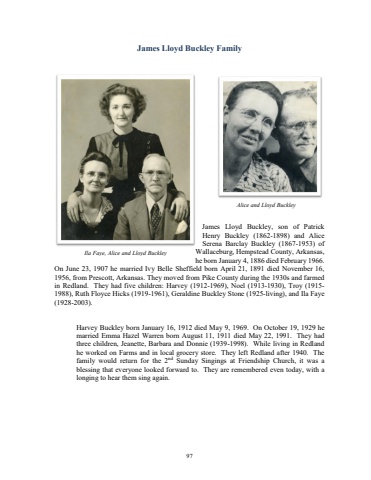 James Lloyd Buckley Family
Alice and Lloyd Buckley
Ila Faye, Alice and Lloyd Buckley
James Lloyd Buckley, son of Patrick
Henry Buckley (1862-1898) and Alice
Serena Barclay Buckley (1867-1953) of
Wallaceburg, Hempstead County, Arkansas,
he born January 4, 1886 died February 1966.
On June 23, 1907 he married Ivy Belle Sheffield born April 21, 1891 died November 16,
1956, from Prescott, Arkansas. They moved from Pike County during the 1930s and farmed
in Redland. They had five children: Harvey (1912-1969), Noel (1913-1930), Troy (1915-
1988), Ruth Floyce Hicks (1919-1961), Geraldine Buckley Stone (1925-living), and Ila Faye
(1928-2003).
Harvey Buckley born January 16, 1912 died May 9, 1969. On October 19, 1929 he
married Emma Hazel Warren born August 11, 1911 died May 22, 1991. They had
three children, Jeanette, Barbara and Donnie (1939-1998). While living in Redland
he worked on Farms and in local grocery store. They left Redland after 1940. The
family would return for the 2nd Sunday Singings at Friendship Church, it was a
blessing that everyone looked forward to. They are remembered even today, with a
longing to hear them sing again.
97